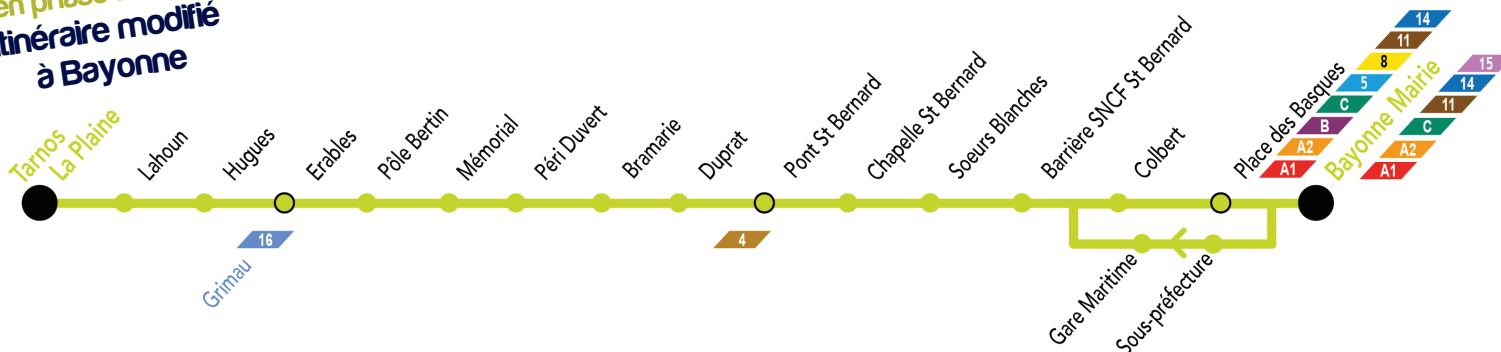 en phase
itinéraire modifié
à Bayonne
Tarnos
La Plaine
Lahoun
Hugues
Erables
Pôle Bertin
Mémorial
Péri Duvert
Bramarie
Duprat
Pont St Bernard
Chapelle St Bernard
Soeurs Blanches
Barrière SNCF St Bernard
Colbert
Place des Basques
14
11
8
5
C
B
A2
A1
Bayonne Mairie
15
14
11
C
A2
A1
16
Grimau
4
Gare Maritime
Sous-préfecture